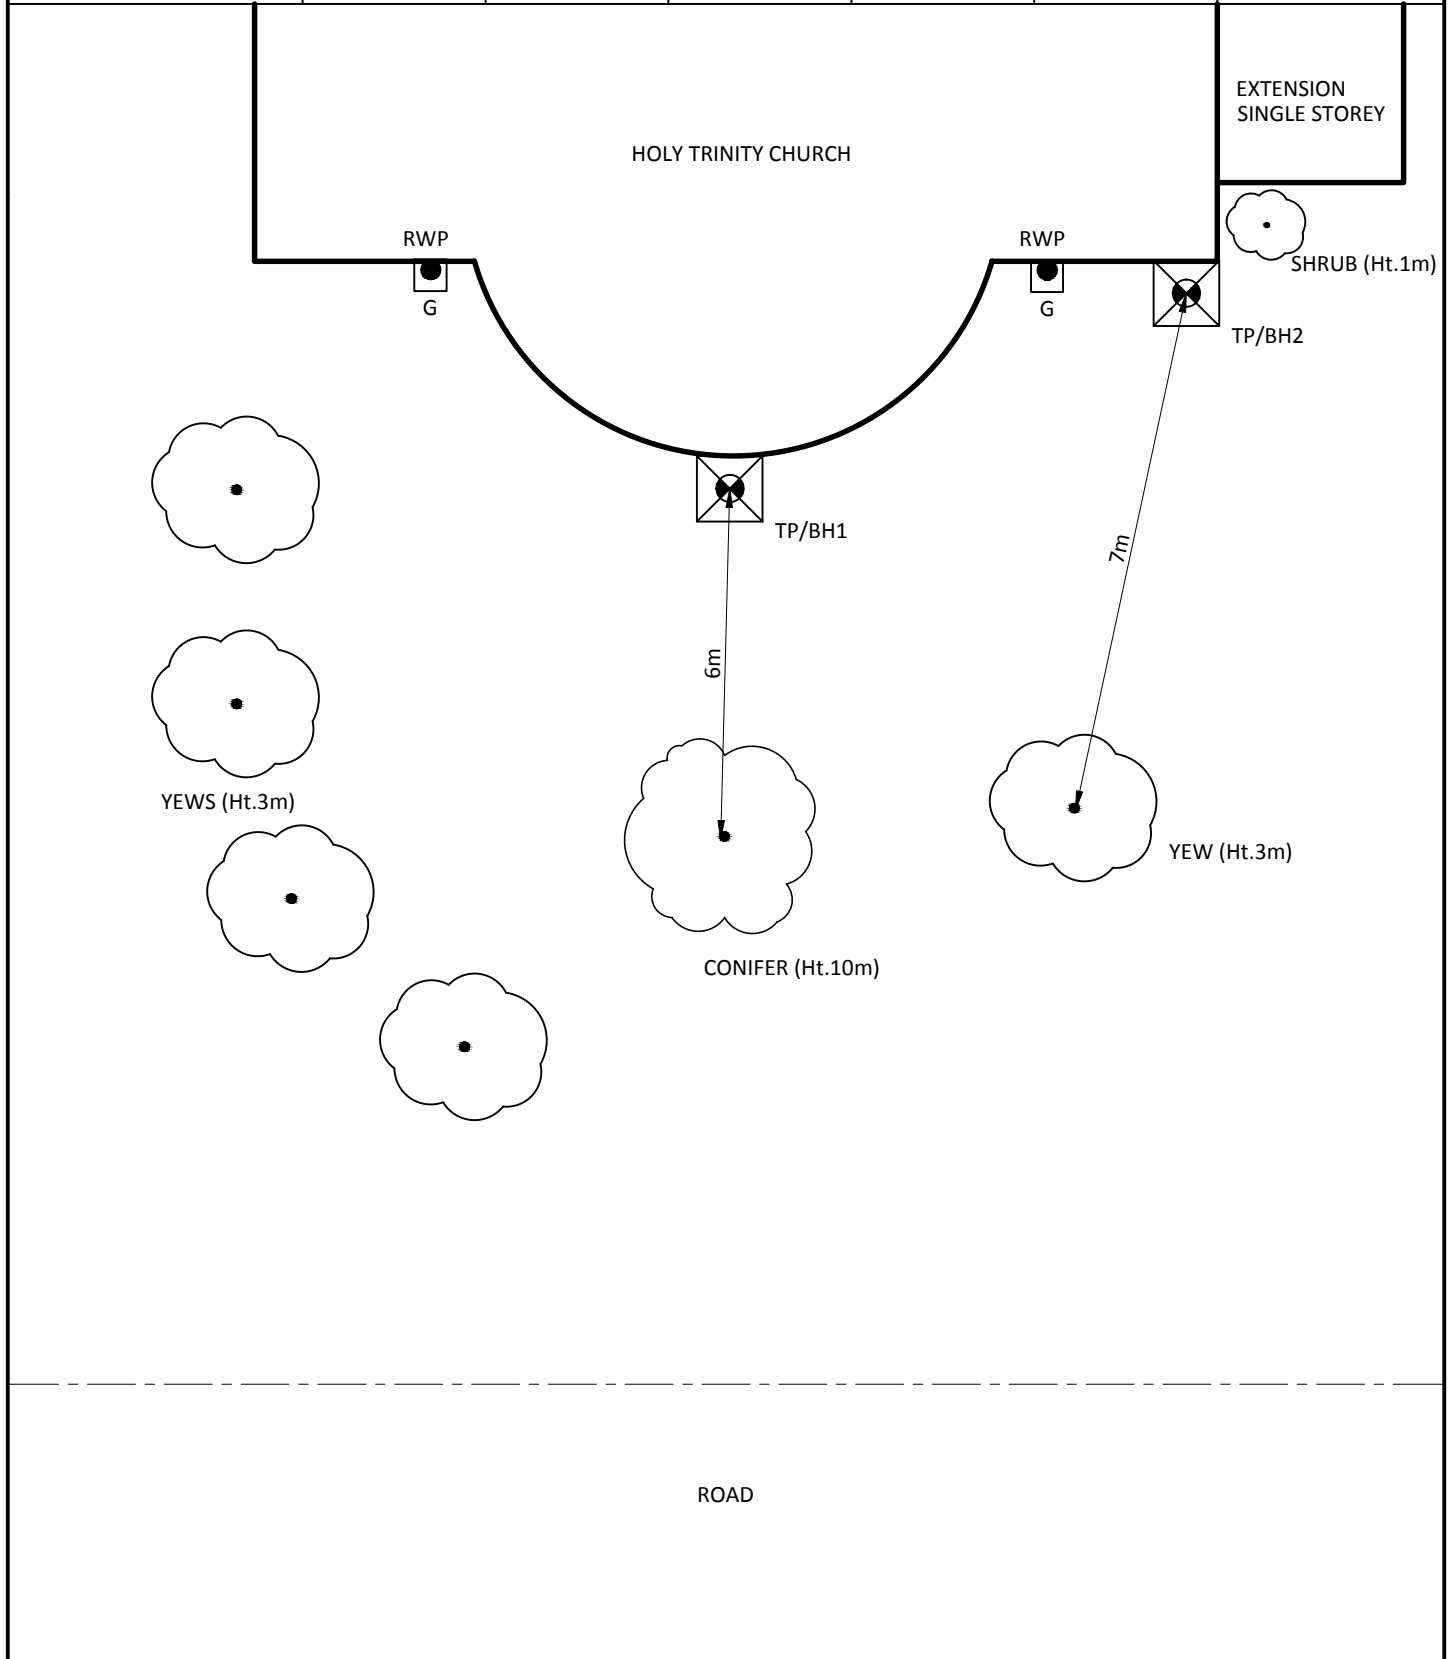 EXTENSION
SINGLE STOREY
HOLY TRINITY CHURCH
RWP
RWP
SHRUB (Ht.1m)
G
G
TP/BH2
TP/BH1
7m
6m
YEWS (Ht.3m)
YEW (Ht.3m)
CONIFER (Ht.10m)
ROAD